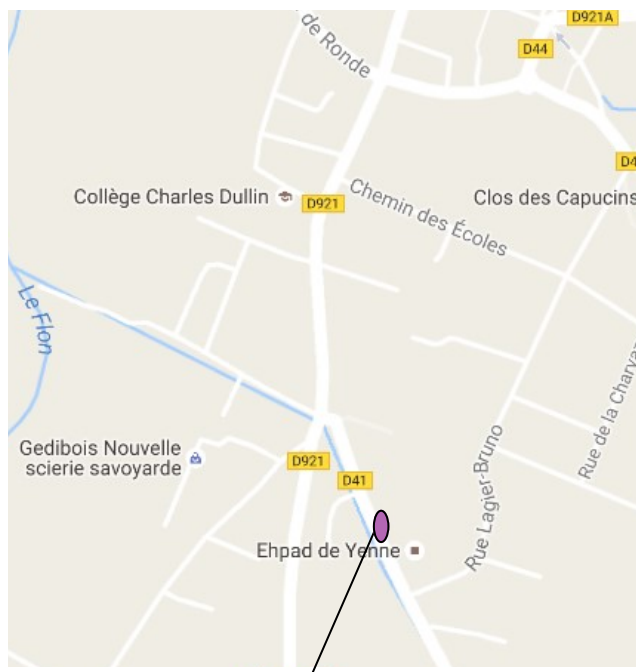 D921A
de Ronde
D44
D4
Collège Charles Dullin
D921
Chemin des Écoles
Clos des Capucins
Le Flon
Rue de la Charvaz
Gedibois Nouvelle
scierie savoyarde
D921
D41
Rue Lagier-Bruno
Ehpad de Yenne